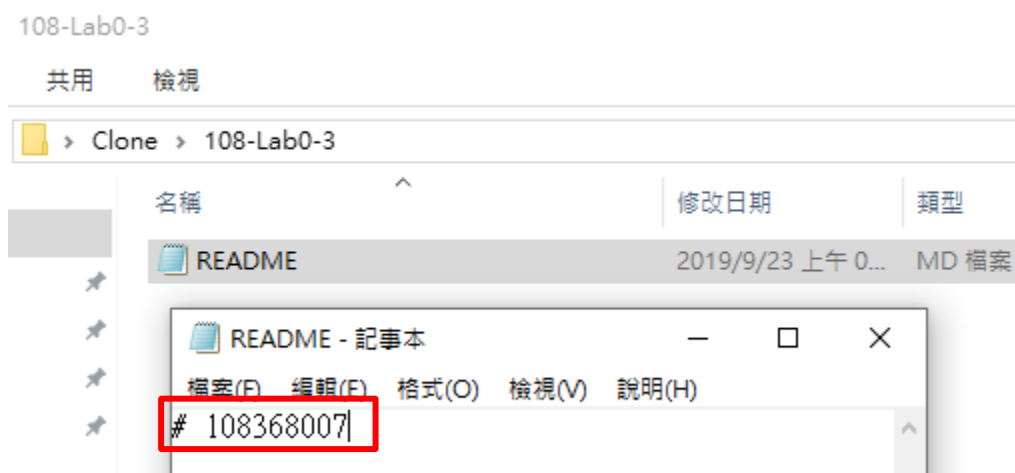 108-Lab0-3
共用 檢視
> Clone > 108-Lab0-3
名稱 修改日期 類型
README 2019/9/23 上午 0... MD 檔案
README - 記事本
檔案(F) 編輯(E) 格式(O) 檢視(V) 說明(H)
# 108368007